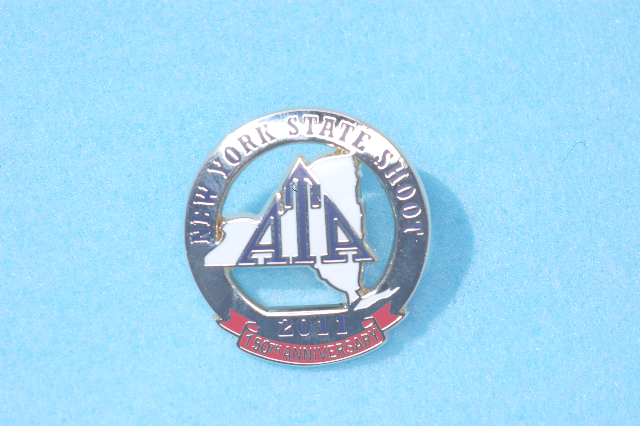 NEW YORK STATE SHOOT
ATA
2011
150TH ANNIVERSARY